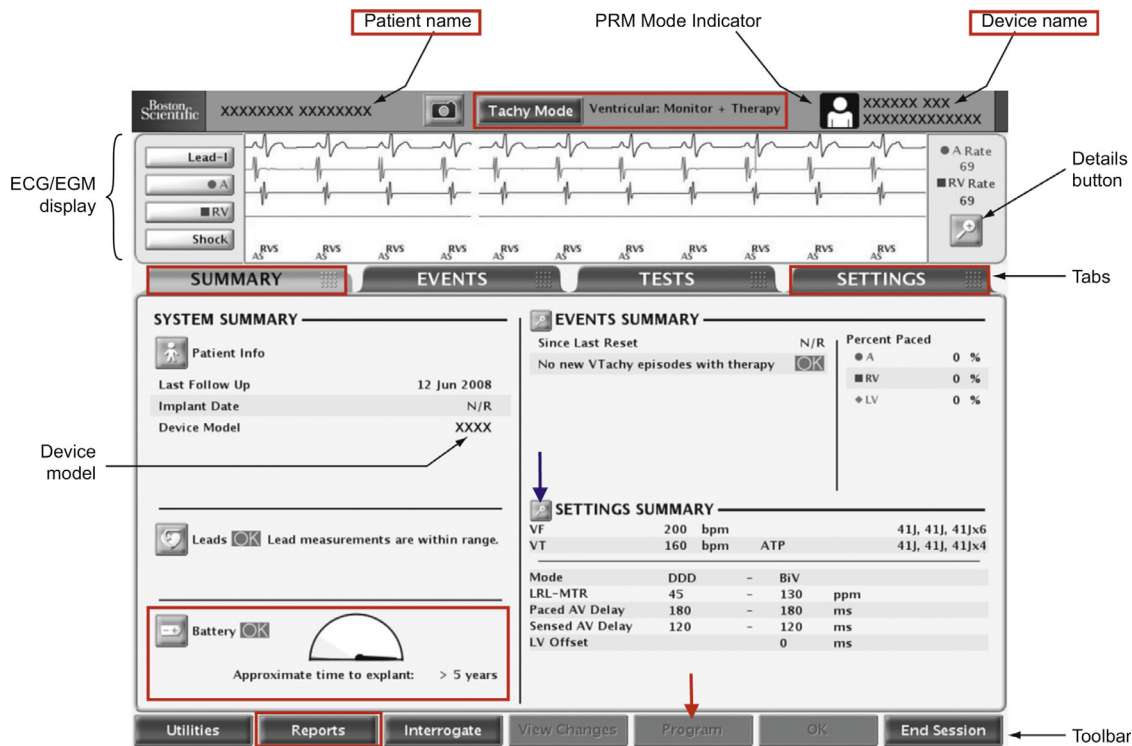 Patient name
PRM Mode Indicator
Device name
Boston
Scientific
XXXXXXXX XXXXXXXX
Tachy Mode
Ventricular: Monitor + Therapy
XXXXXX XXX
XXXXXXXXXXXXX
ECG/EGM
display
Lead-I
A
RV
Shock
AS RVS AS RVS AS RVS AS RVS AS RVS AS RVS AS RVS AS RVS AS RVS AS RVS
A Rate
69
RV Rate
69
Details
button
SUMMARY
EVENTS
TESTS
SETTINGS
Tabs
SYSTEM SUMMARY
Patient Info
Last Follow Up 12 Jun 2008
Implant Date N/R
Device Model XXXX
Device
model
Leads OK Lead measurements are within range.
Battery OK
Approximate time to explant: > 5 years
EVENTS SUMMARY
Since Last Reset N/R
No new VTachy episodes with therapy OK
Percent Paced
A 0 %
RV 0 %
LV 0 %
SETTINGS SUMMARY
VF 200 bpm 41J, 41J, 41Jx6
VT 160 bpm ATP 41J, 41J, 41Jx4
Mode DDD - BiV
LRL-MTR 45 - 130 ppm
Paced AV Delay 180 - 180 ms
Sensed AV Delay 120 - 120 ms
LV Offset 0 ms
Utilities
Reports
Interrogate
View Changes
Program
OK
End Session
Toolbar